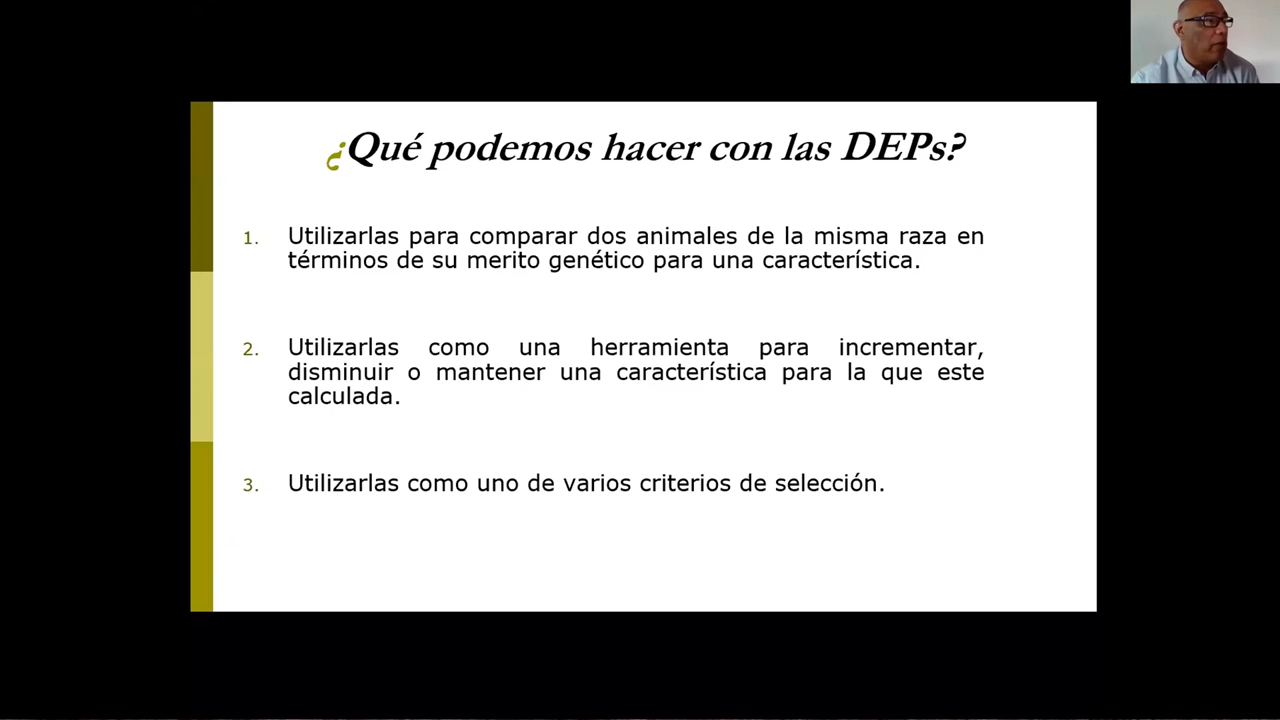 ¿Qué podemos hacer con las DEPs?
1. Utilizarlas para comparar dos animales de la misma raza en
términos de su merito genético para una característica.
2. Utilizarlas como una herramienta para incrementar,
disminuir o mantener una característica para la que este
calculada.
3. Utilizarlas como uno de varios criterios de selección.